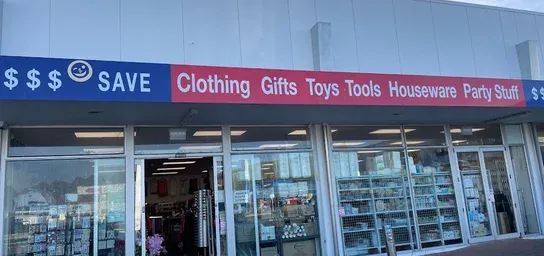 $$$ SAVE Clothing Gifts Toys Tools Houseware Party Stuff $$